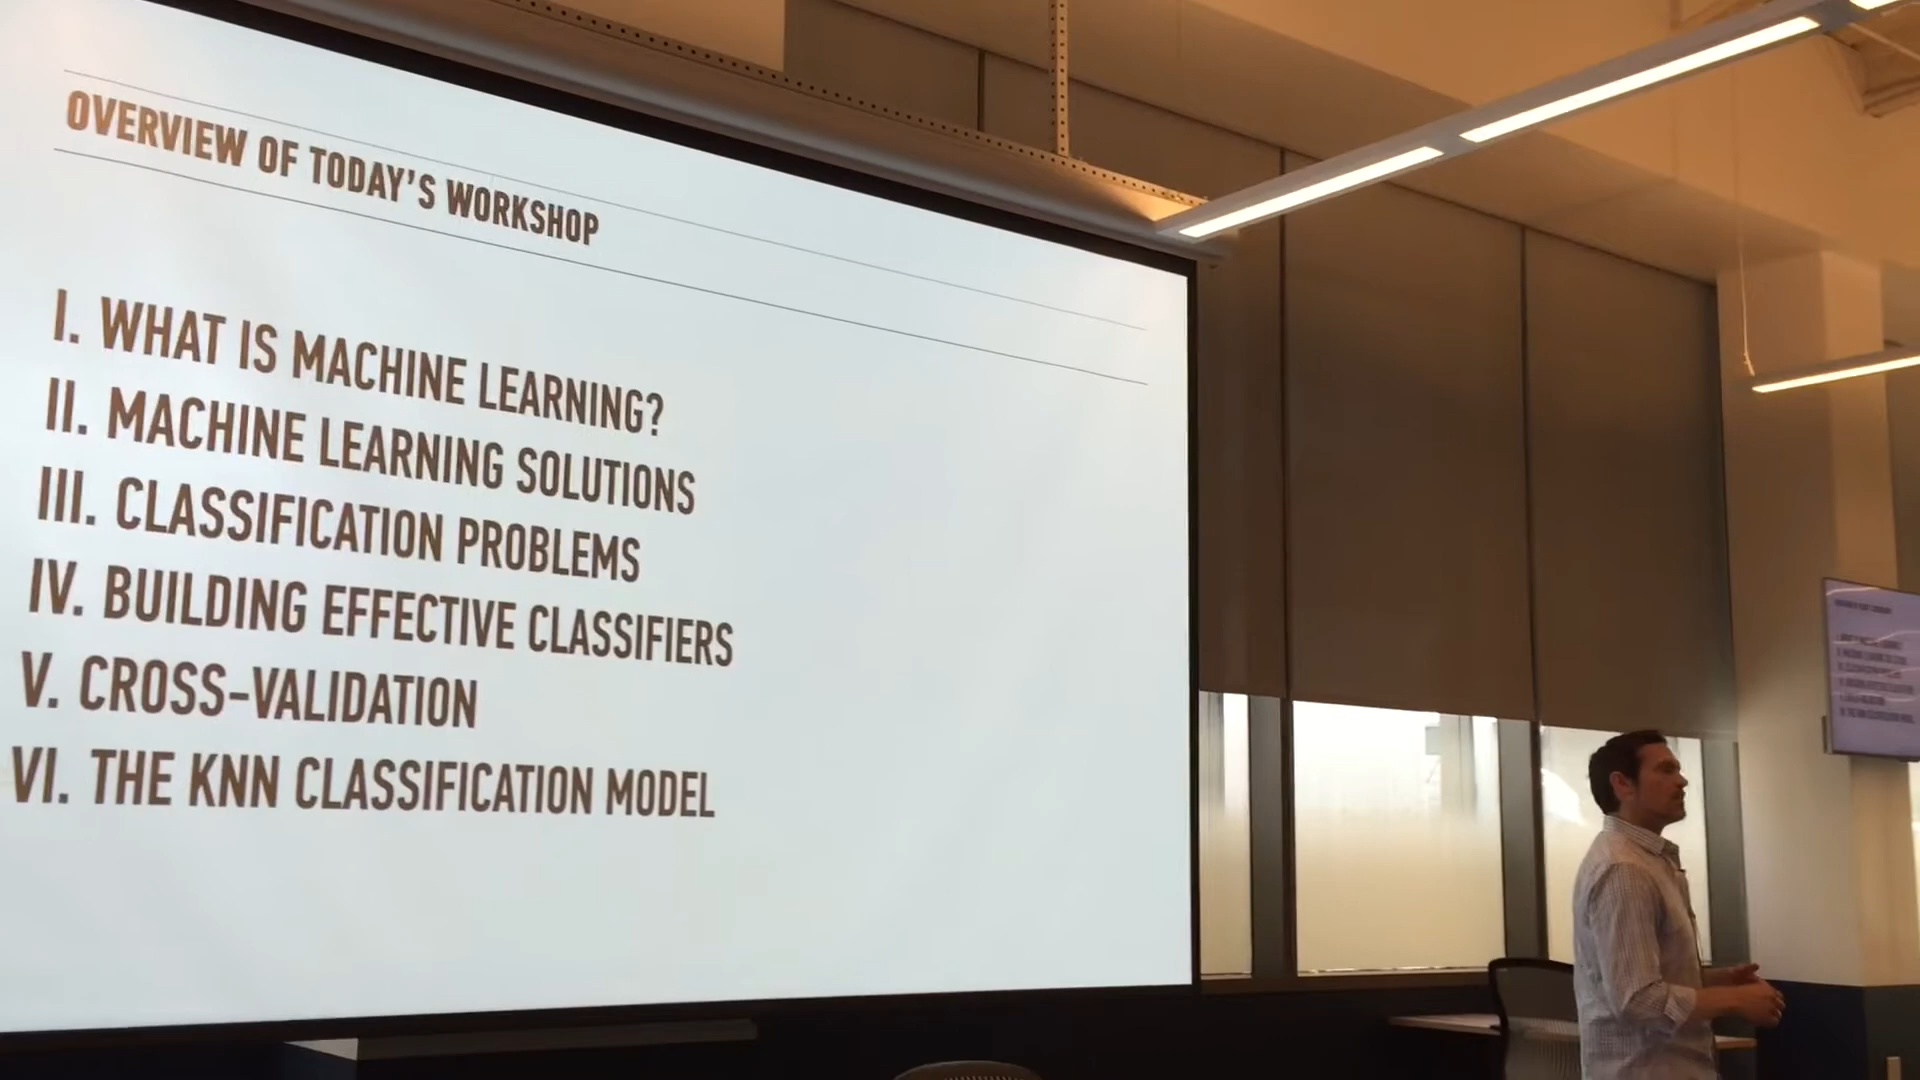 OVERVIEW OF TODAY'S WORKSHOP
I. WHAT IS MACHINE LEARNING?
II. MACHINE LEARNING SOLUTIONS
III. CLASSIFICATION PROBLEMS
IV. BUILDING EFFECTIVE CLASSIFIERS
V. CROSS-VALIDATION
VI. THE KNN CLASSIFICATION MODEL